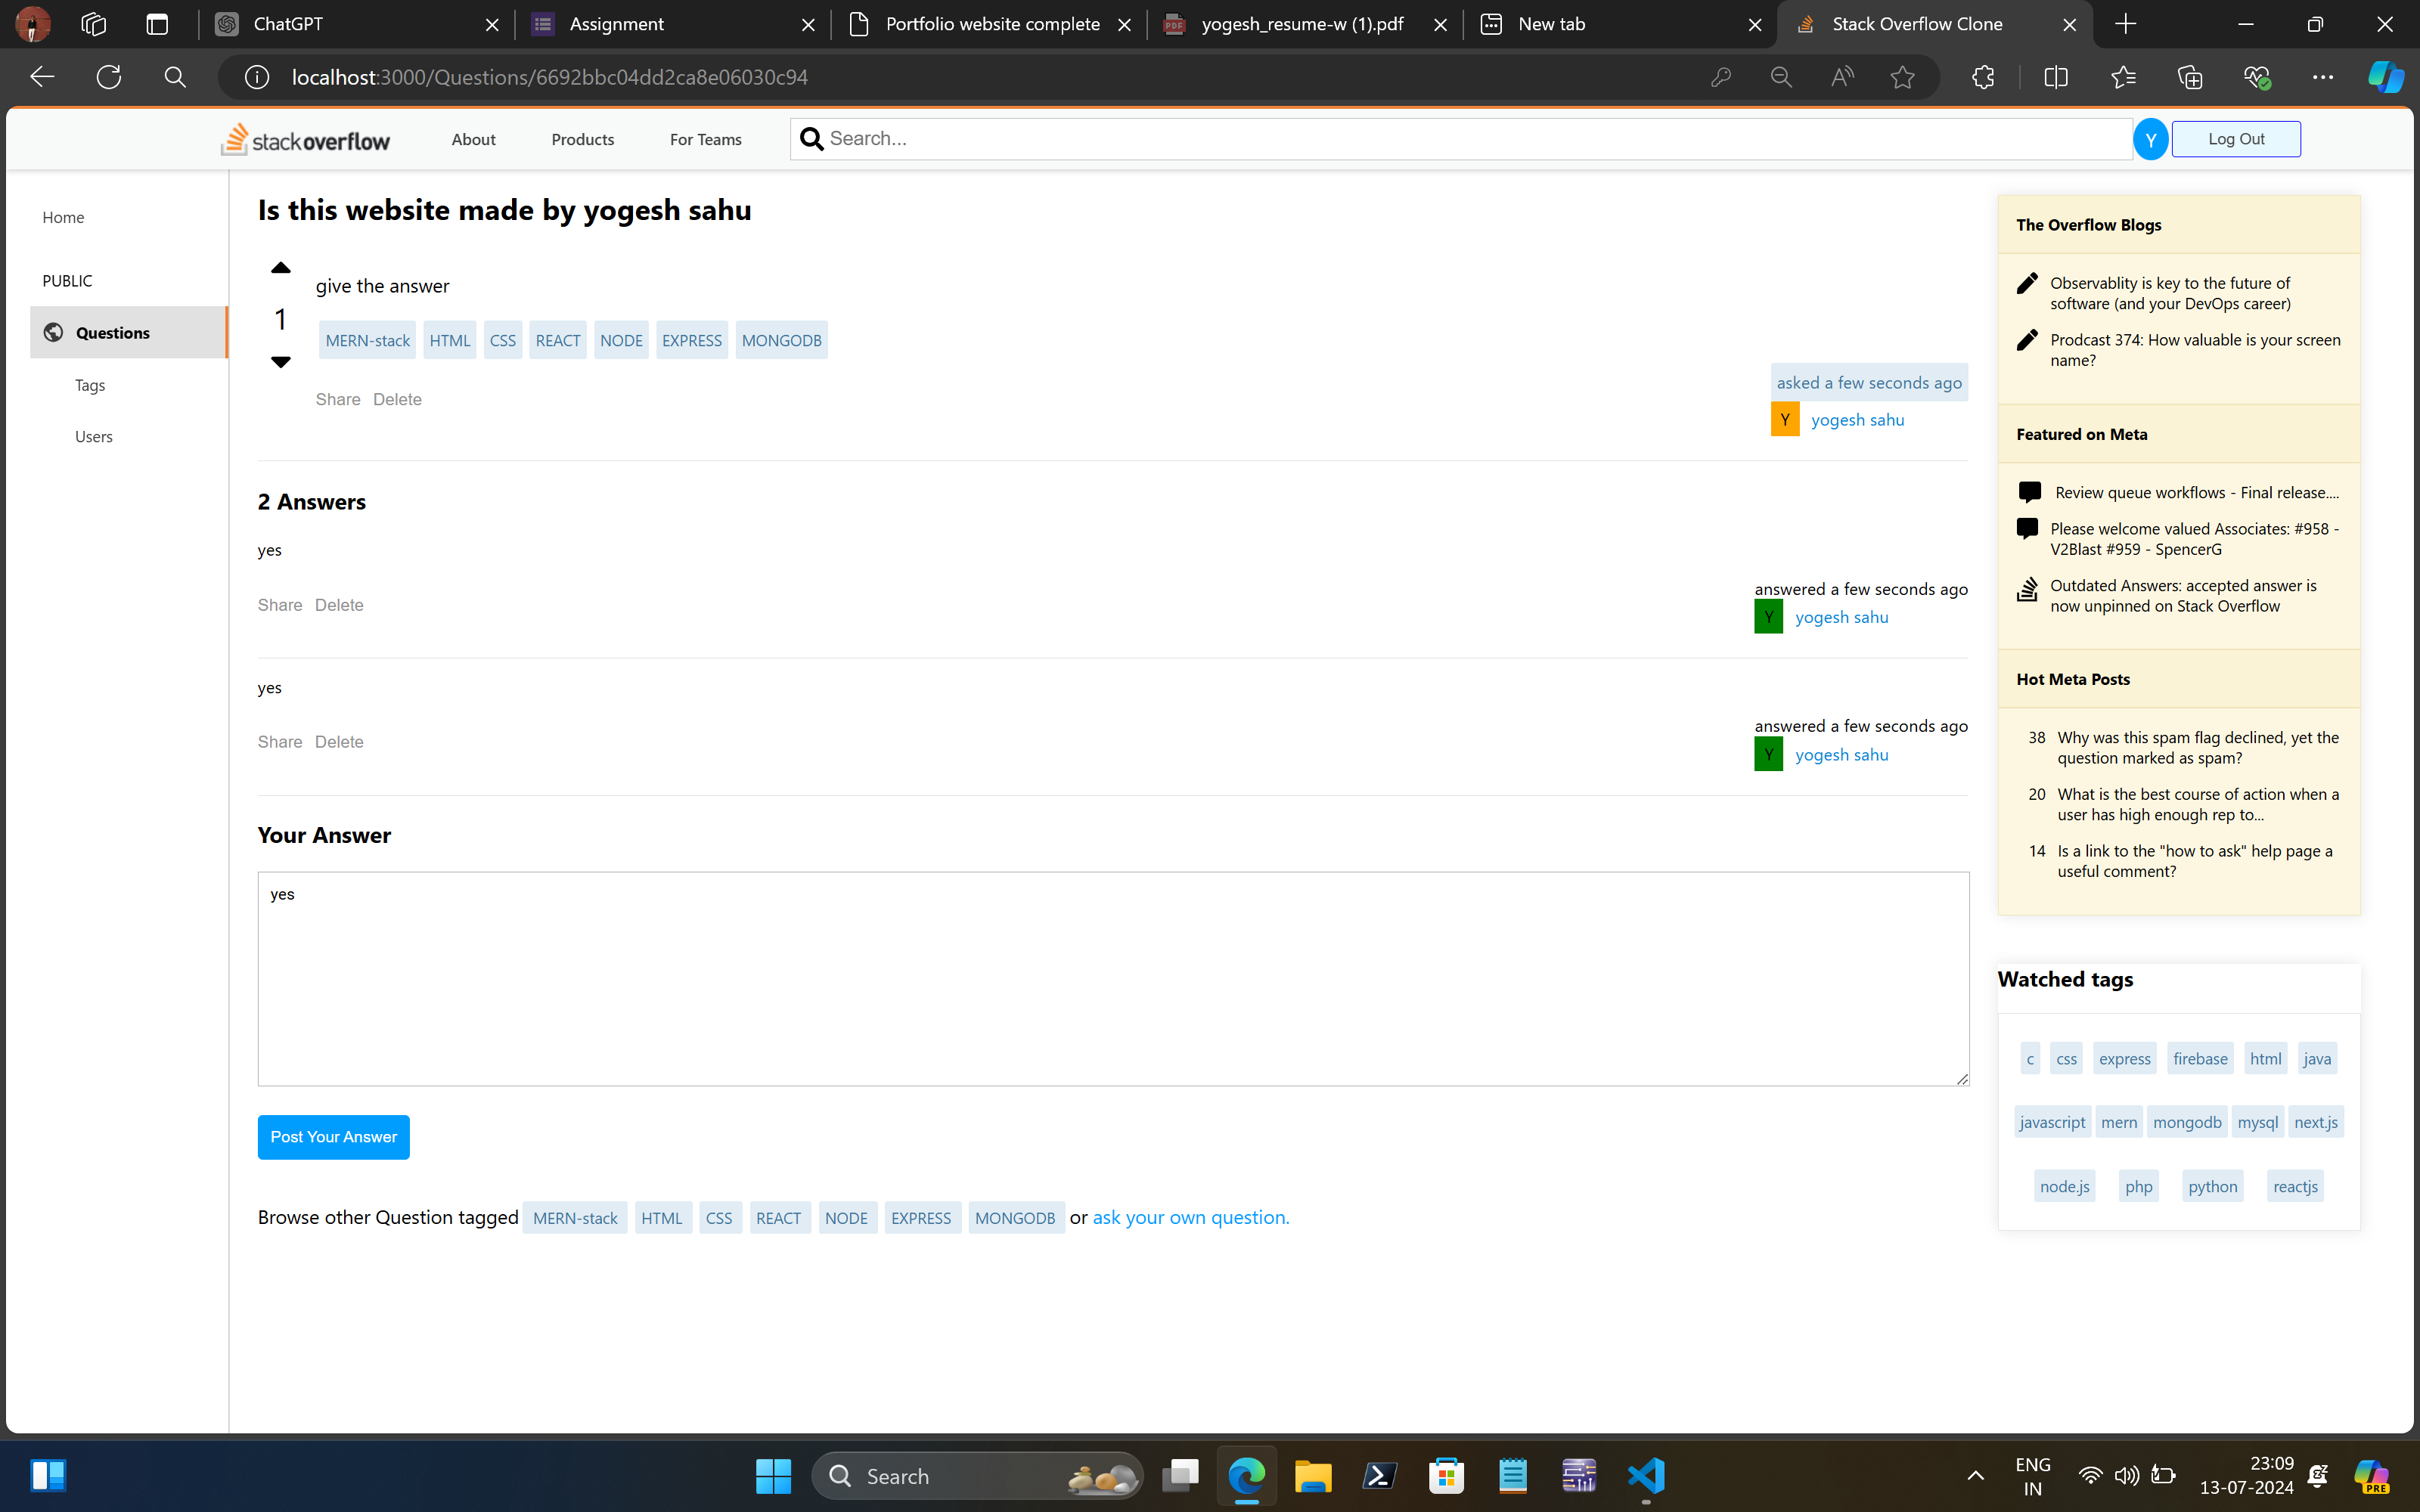 ChatGPT
Assignment
Portfolio website complete
PDF
yogesh_resume-w (1).pdf
New tab
Stack Overflow Clone
localhost:3000/Questions/6692bbc04dd2ca8e06030c94
stackoverflow
About
Products
For Teams
Search...
Y
Log Out
Home
PUBLIC
Questions
Tags
Users
Is this website made by yogesh sahu
give the answer
1
MERN-stack HTML CSS REACT NODE EXPRESS MONGODB
Share Delete
asked a few seconds ago
Y yogesh sahu
2 Answers
yes
Share Delete
answered a few seconds ago
Y yogesh sahu
yes
Share Delete
answered a few seconds ago
Y yogesh sahu
Your Answer
yes
Post Your Answer
Browse other Question tagged MERN-stack HTML CSS REACT NODE EXPRESS MONGODB or ask your own question.
The Overflow Blogs
Observablity is key to the future of
software (and your DevOps career)
Prodcast 374: How valuable is your screen
name?
Featured on Meta
Review queue workflows - Final release....
Please welcome valued Associates: #958 -
V2Blast #959 - SpencerG
Outdated Answers: accepted answer is
now unpinned on Stack Overflow
Hot Meta Posts
38 Why was this spam flag declined, yet the
question marked as spam?
20 What is the best course of action when a
user has high enough rep to...
14 Is a link to the "how to ask" help page a
useful comment?
Watched tags
c css express firebase html java
javascript mern mongodb mysql next.js
node.js php python reactjs
Search
ENG
IN
23:09
13-07-2024
PRE